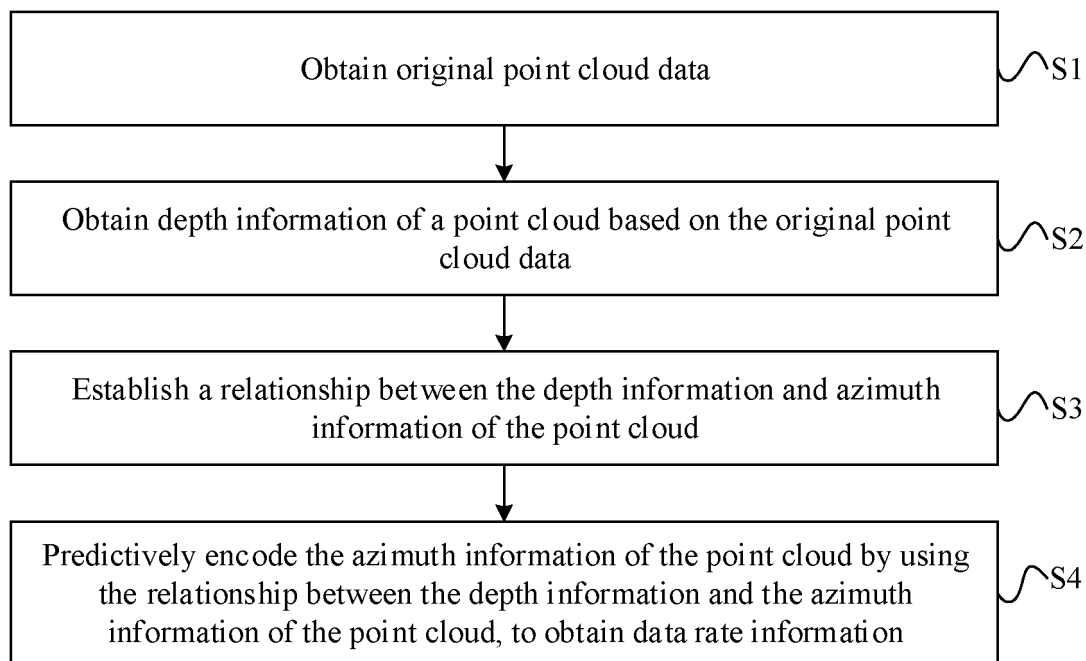 Obtain original point cloud data
S1
Obtain depth information of a point cloud based on the original point
cloud data
S2
Establish a relationship between the depth information and azimuth
information of the point cloud
S3
Predictively encode the azimuth information of the point cloud by using
the relationship between the depth information and the azimuth
information of the point cloud, to obtain data rate information
S4